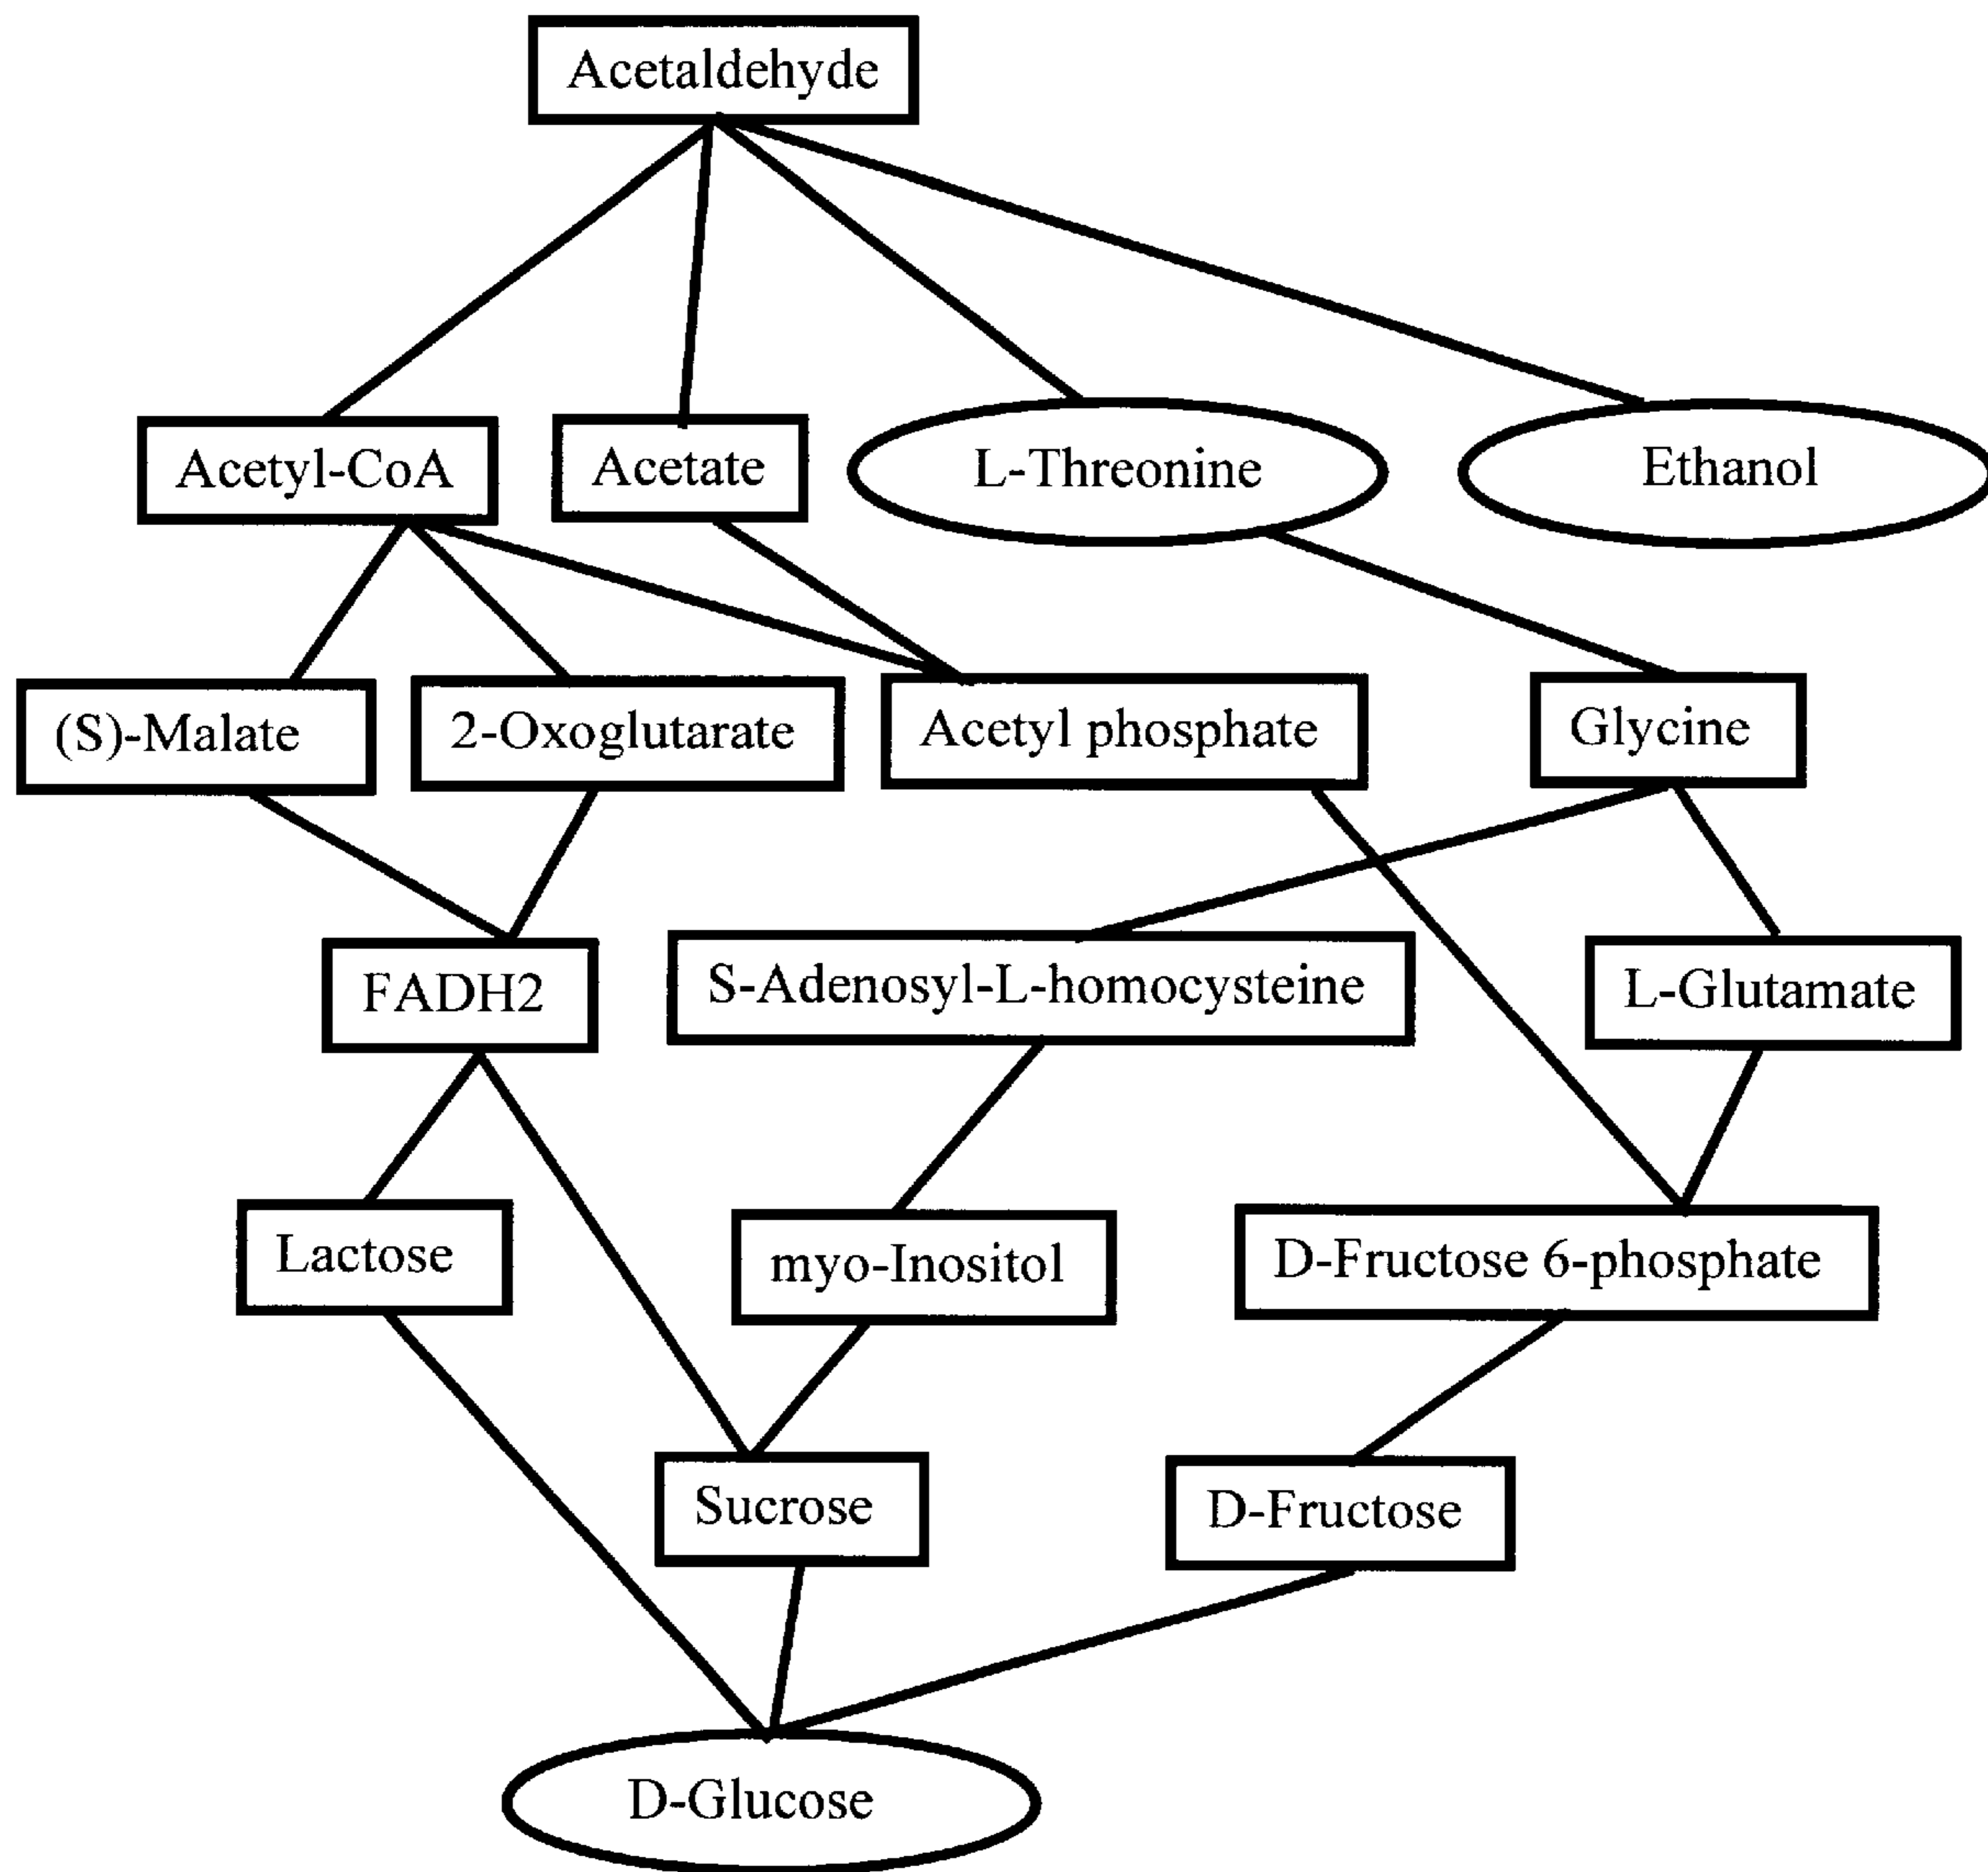 Acetaldehyde
Acetyl-CoA
Acetate
L-Threonine
Ethanol
(S)-Malate
2-Oxoglutarate
Acetyl phosphate
Glycine
FADH2
S-Adenosyl-L-homocysteine
L-Glutamate
Lactose
myo-Inositol
D-Fructose 6-phosphate
Sucrose
D-Fructose
D-Glucose